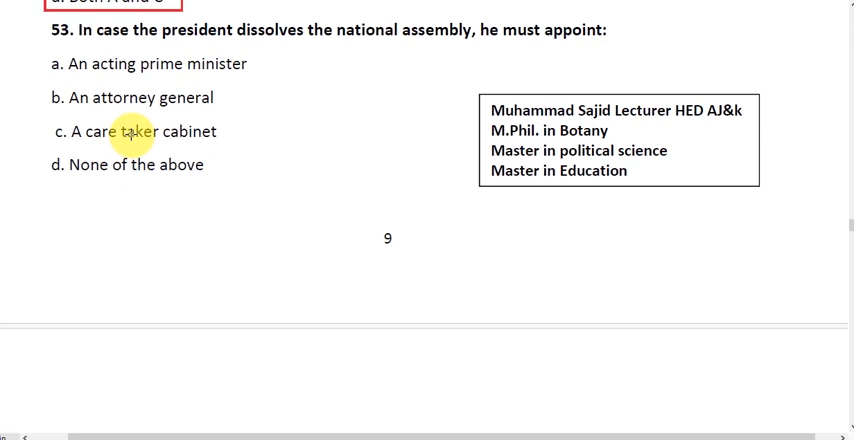 d. Both A and C
53. In case the president dissolves the national assembly, he must appoint:
a. An acting prime minister
b. An attorney general
c. A care taker cabinet
d. None of the above
Muhammad Sajid Lecturer HED AJ&k
M.Phil. in Botany
Master in political science
Master in Education
9